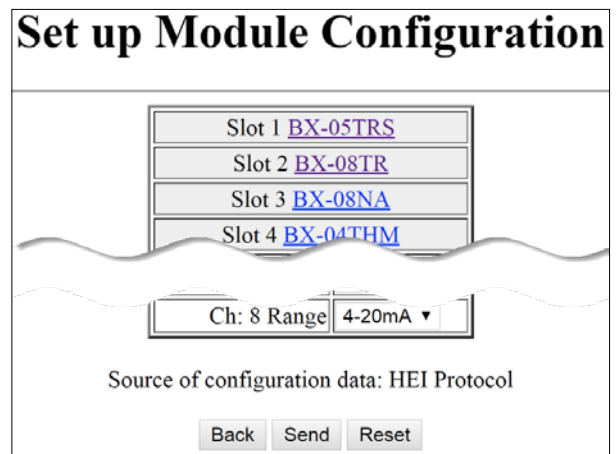 Set up Module Configuration
Slot 1 BX-05TRS
Slot 2 BX-08TR
Slot 3 BX-08NA
Slot 4 BX-04THM
Ch: 8 Range 4-20mA ▼
Source of configuration data: HEI Protocol
Back Send Reset